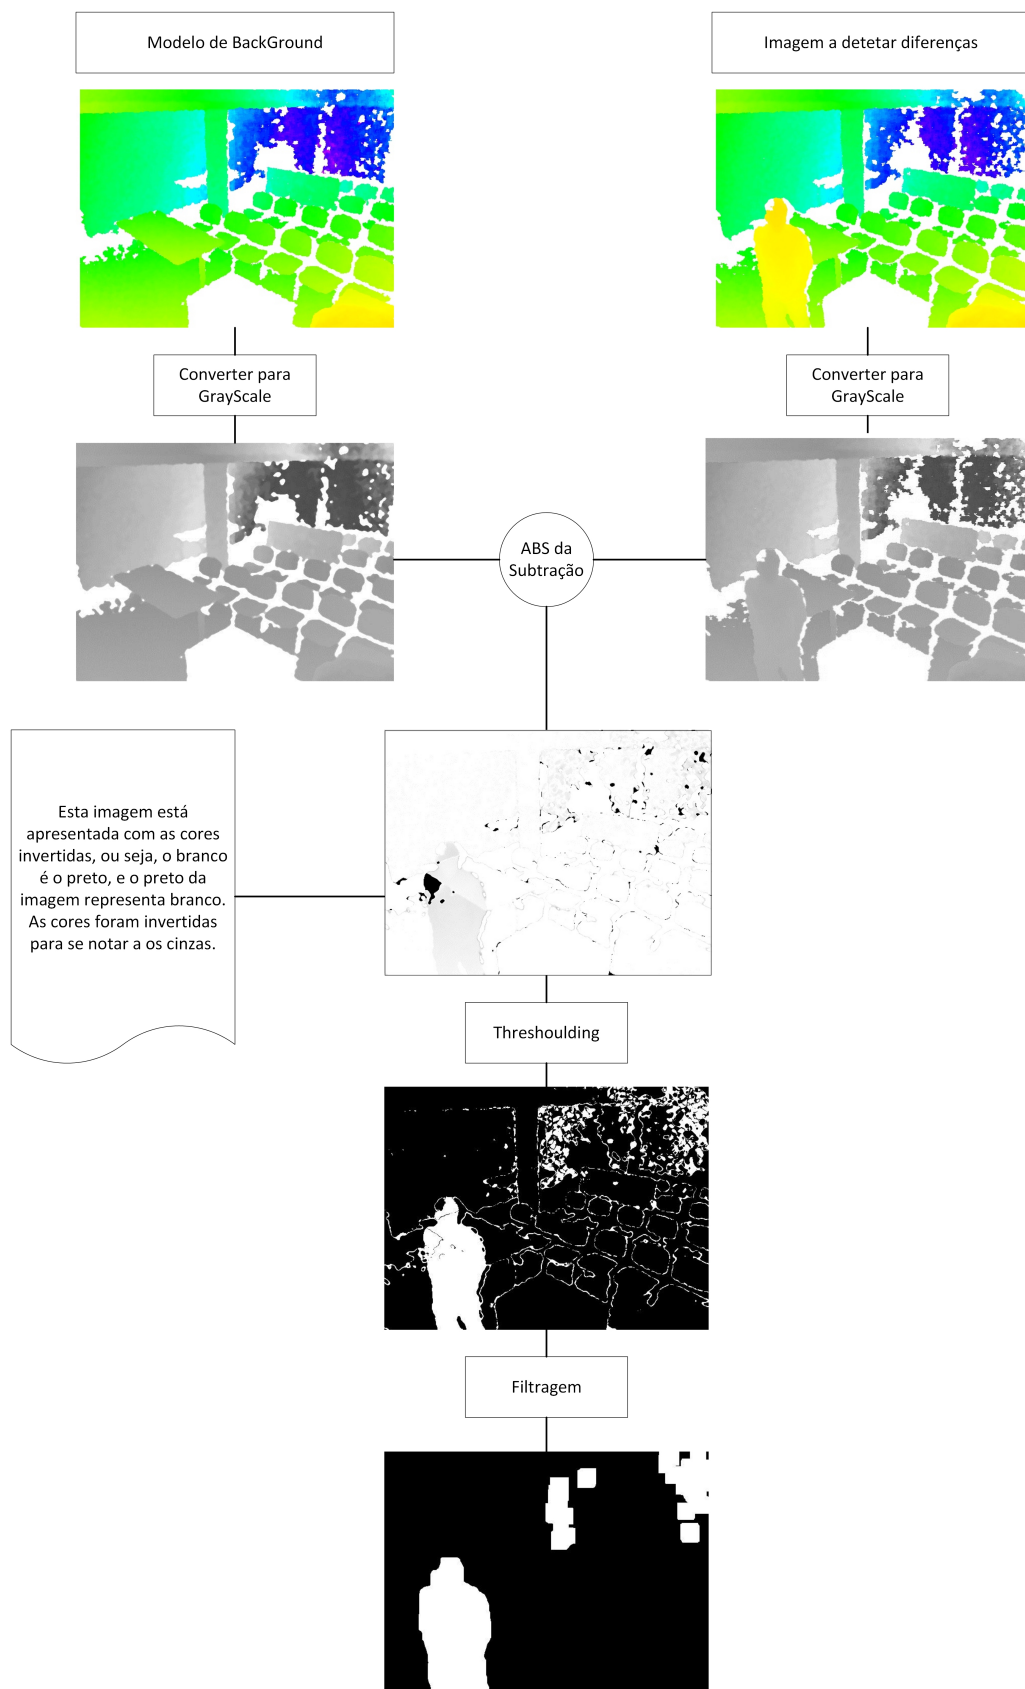 Modelo de BackGround
Imagem a detetar diferenças
Converter para
GrayScale
Converter para
GrayScale
ABS da
Subtração
Esta imagem está
apresentada com as cores
invertidas, ou seja, o branco
é o preto, e o preto da
imagem representa branco.
As cores foram invertidas
para se notar a os cinzas.
Threshoulding
Filtragem